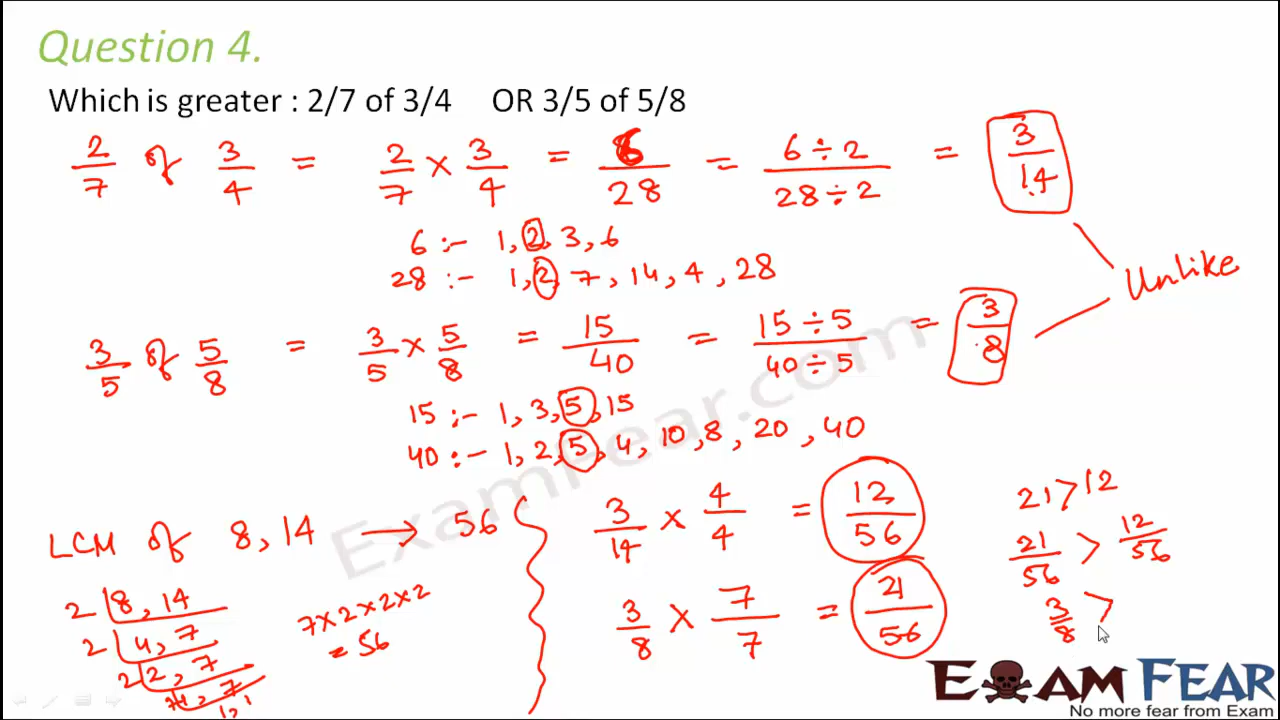 Question 4.
Which is greater : 2/7 of 3/4 OR 3/5 of 5/8
2/7 of 3/4 = 2/7 × 3/4 = 6/28 = 6÷2/28÷2 = 3/14
6 :- 1, 2, 3, 6
28 :- 1, 2, 7, 14, 4, 28
Unlike
3/5 of 5/8 = 3/5 × 5/8 = 15/40 = 15÷5/40÷5 = 3/8
15 :- 1, 3, 5, 15
40 :- 1, 2, 5, 4, 10, 8, 20, 40
ExamFear.com
LCM of 8, 14 → 56
2 8, 14
2 4, 7
2 2, 7
7×2×2×2
= 56
3/14 × 4/4 = 12/56
3/8 × 7/7 = 21/56
21 > 12
21/56 > 12/56
3/8 >
EXAM FEAR
No more fear from Exam